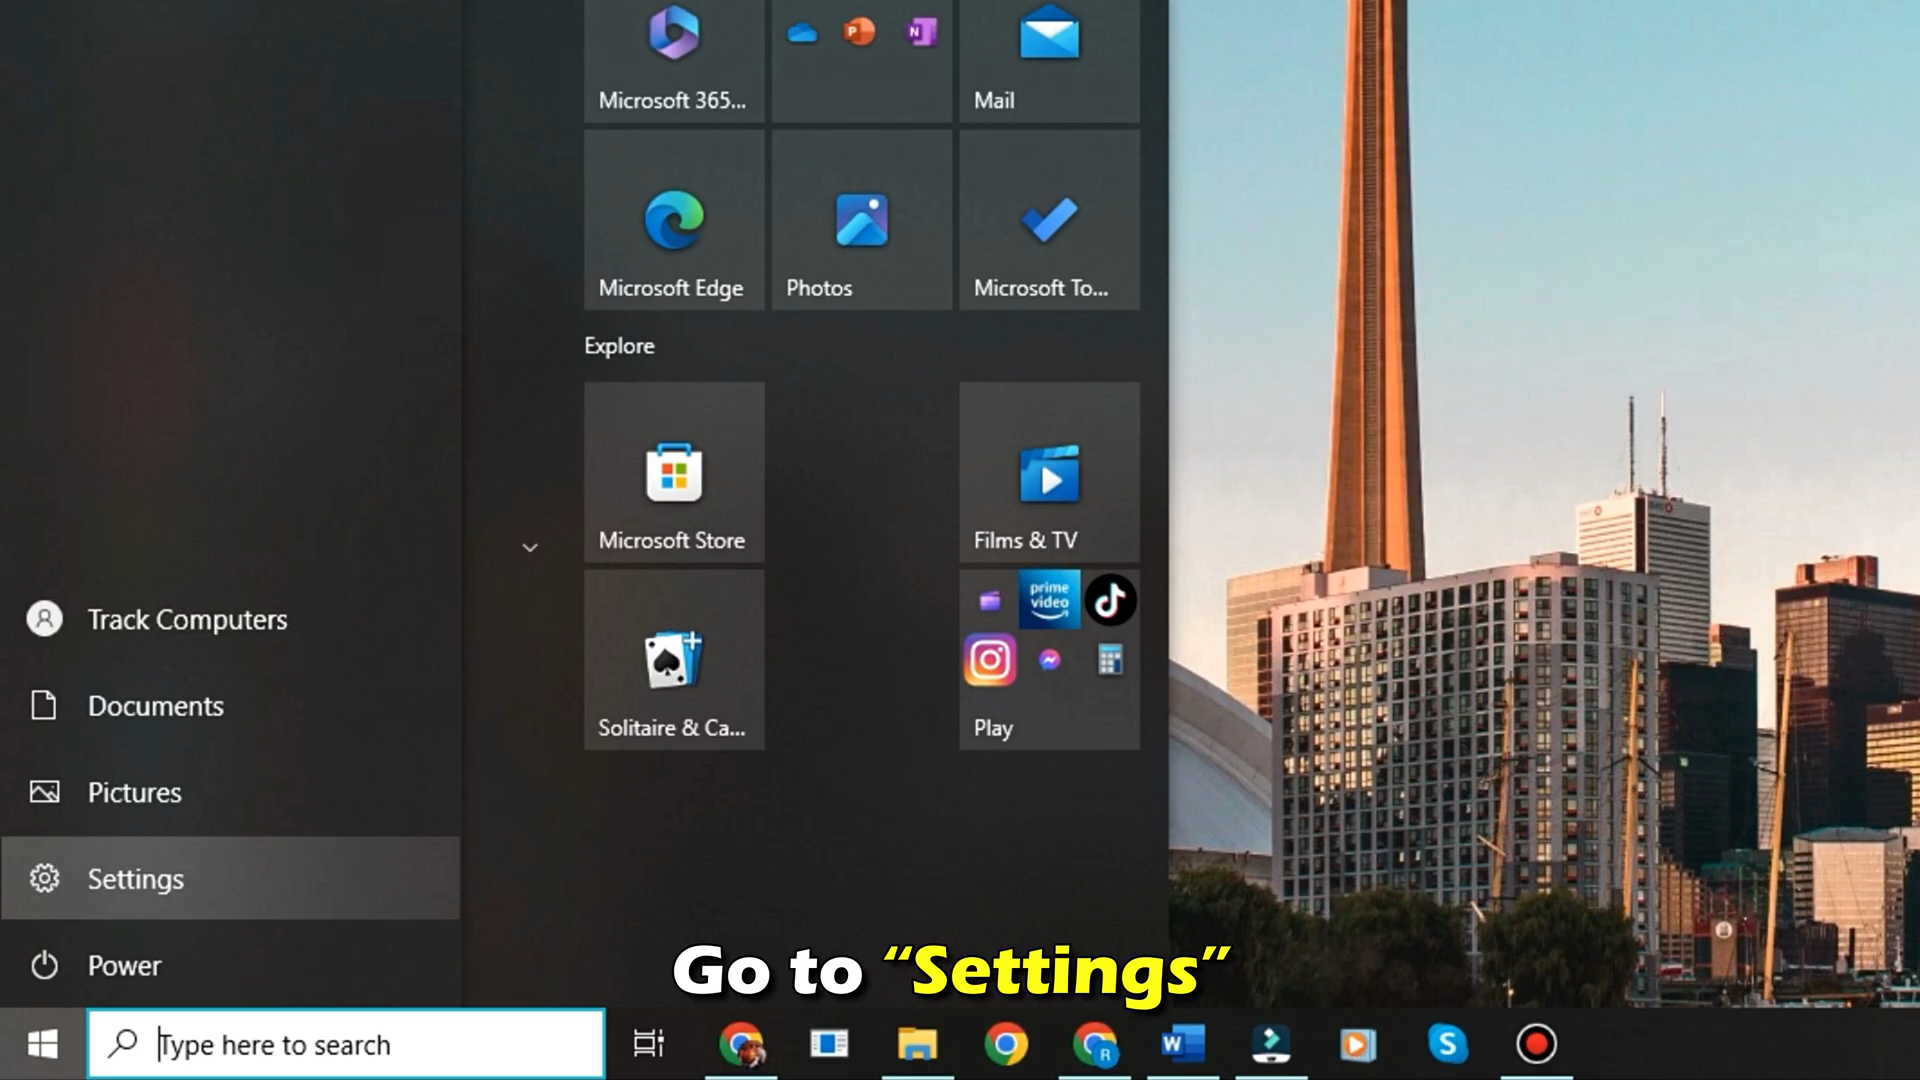 Microsoft 365...
Mail
Microsoft Edge
Photos
Microsoft To...
Explore
Microsoft Store
Films & TV
prime
video
Solitaire & Ca...
Play
Track Computers
Documents
Pictures
Settings
Power
Go to “Settings”
Type here to search